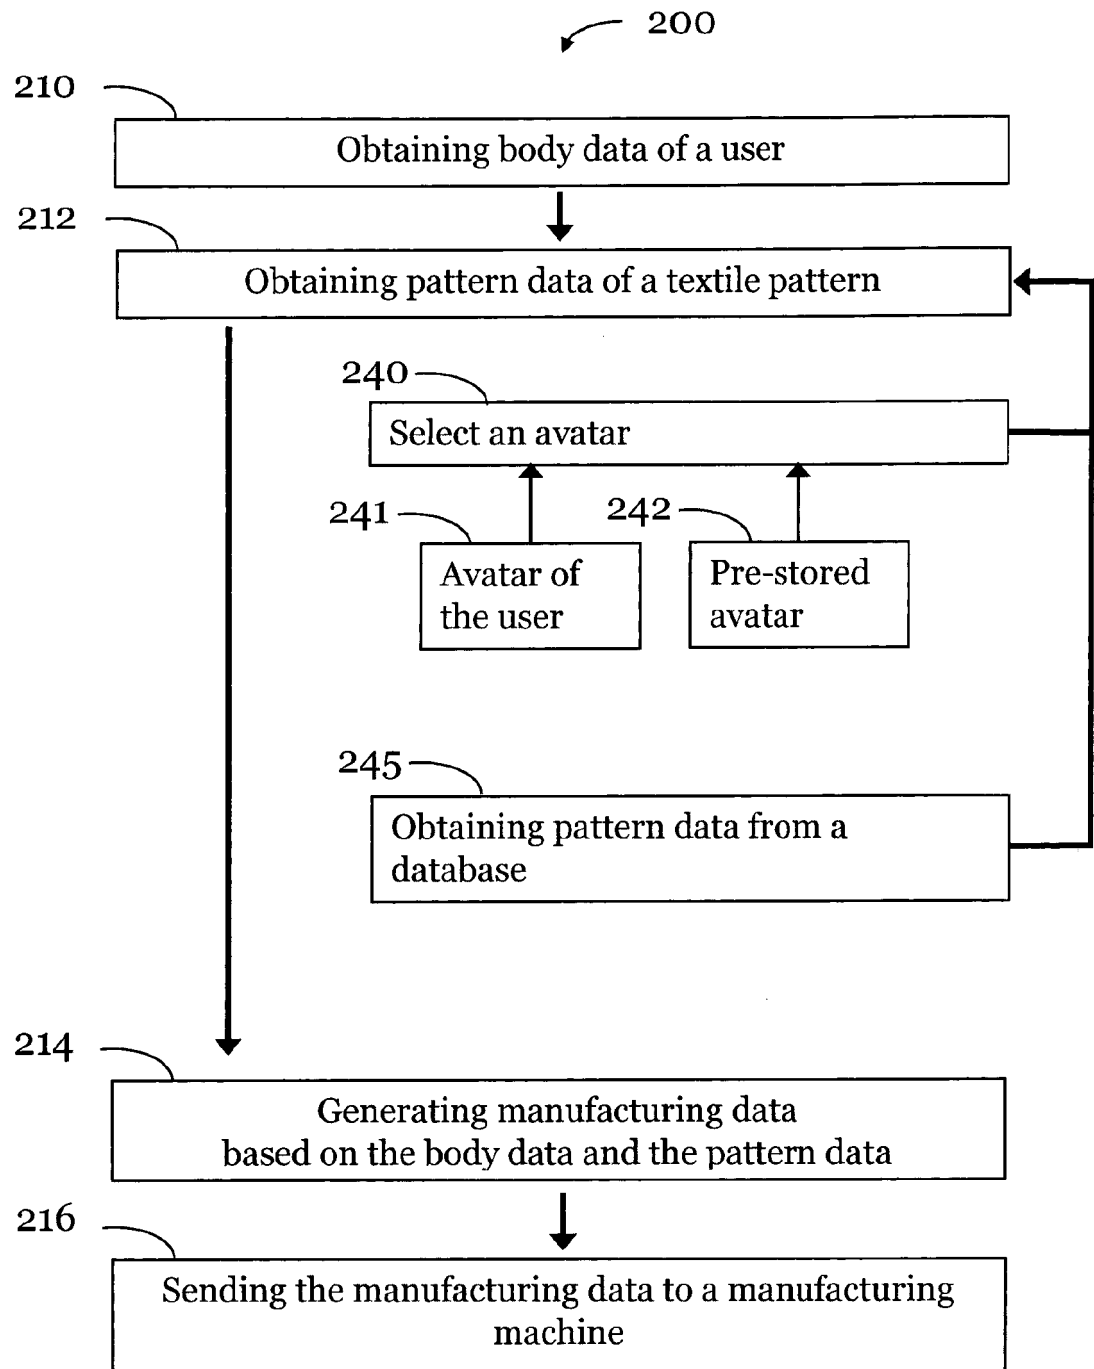 200
210
Obtaining body data of a user
212
Obtaining pattern data of a textile pattern
240
Select an avatar
241
Avatar of
the user
242
Pre-stored
avatar
245
Obtaining pattern data from a
database
214
Generating manufacturing data
based on the body data and the pattern data
216
Sending the manufacturing data to a manufacturing
machine